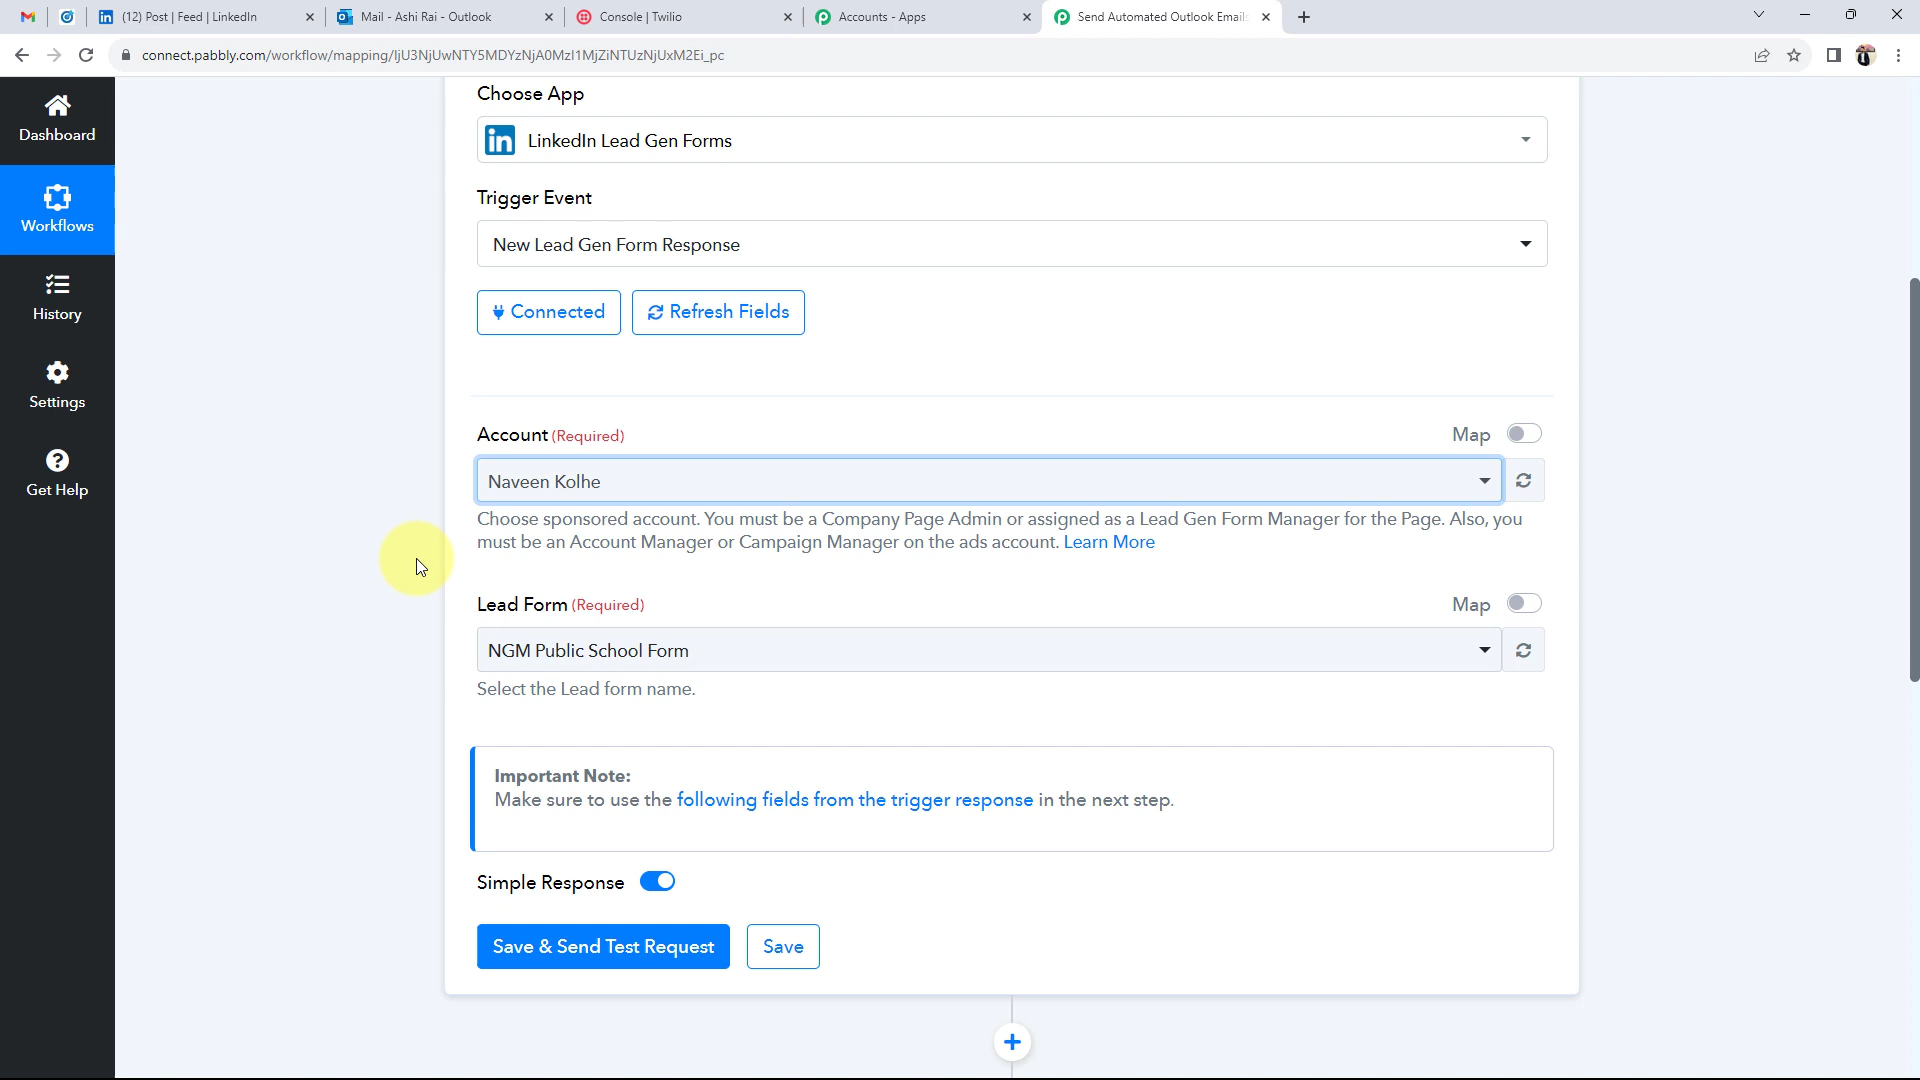 (12) Post | Feed | LinkedIn
Mail - Ashi Rai - Outlook
Console | Twilio
Accounts - Apps
Send Automated Outlook Emails
connect.pabbly.com/workflow/mapping/IjU3NjUwNTY5MDYzNjA0MzI1MjZiNTUzNjUxM2Ei_pc
Dashboard
Workflows
History
Settings
Get Help
Choose App
in LinkedIn Lead Gen Forms
Trigger Event
New Lead Gen Form Response
Connected
Refresh Fields
Account (Required)
Map
Naveen Kolhe
Choose sponsored account. You must be a Company Page Admin or assigned as a Lead Gen Form Manager for the Page. Also, you
must be an Account Manager or Campaign Manager on the ads account. Learn More
Lead Form (Required)
Map
NGM Public School Form
Select the Lead form name.
Important Note:
Make sure to use the following fields from the trigger response in the next step.
Simple Response
Save & Send Test Request
Save